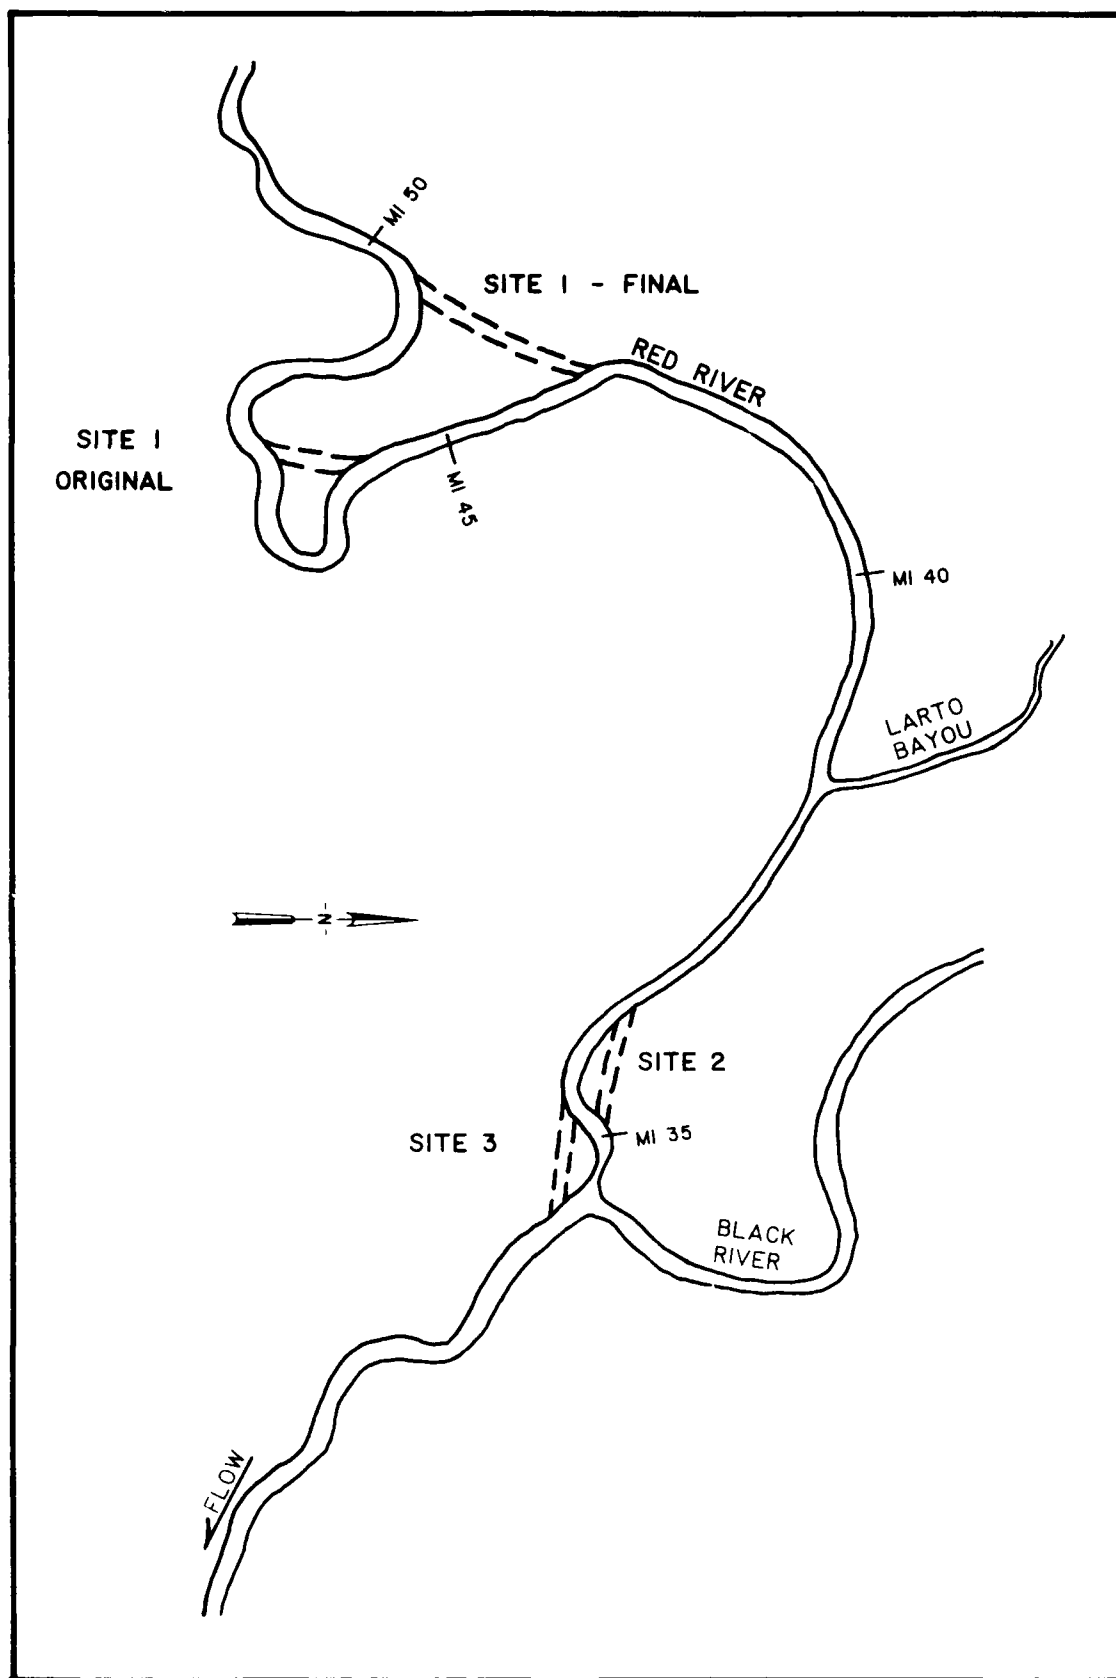 MI 50
SITE 1 - FINAL
RED RIVER
SITE 1
ORIGINAL
MI 45
MI 40
LARTO
BAYOU
N
SITE 2
MI 35
SITE 3
BLACK
RIVER
FLOW